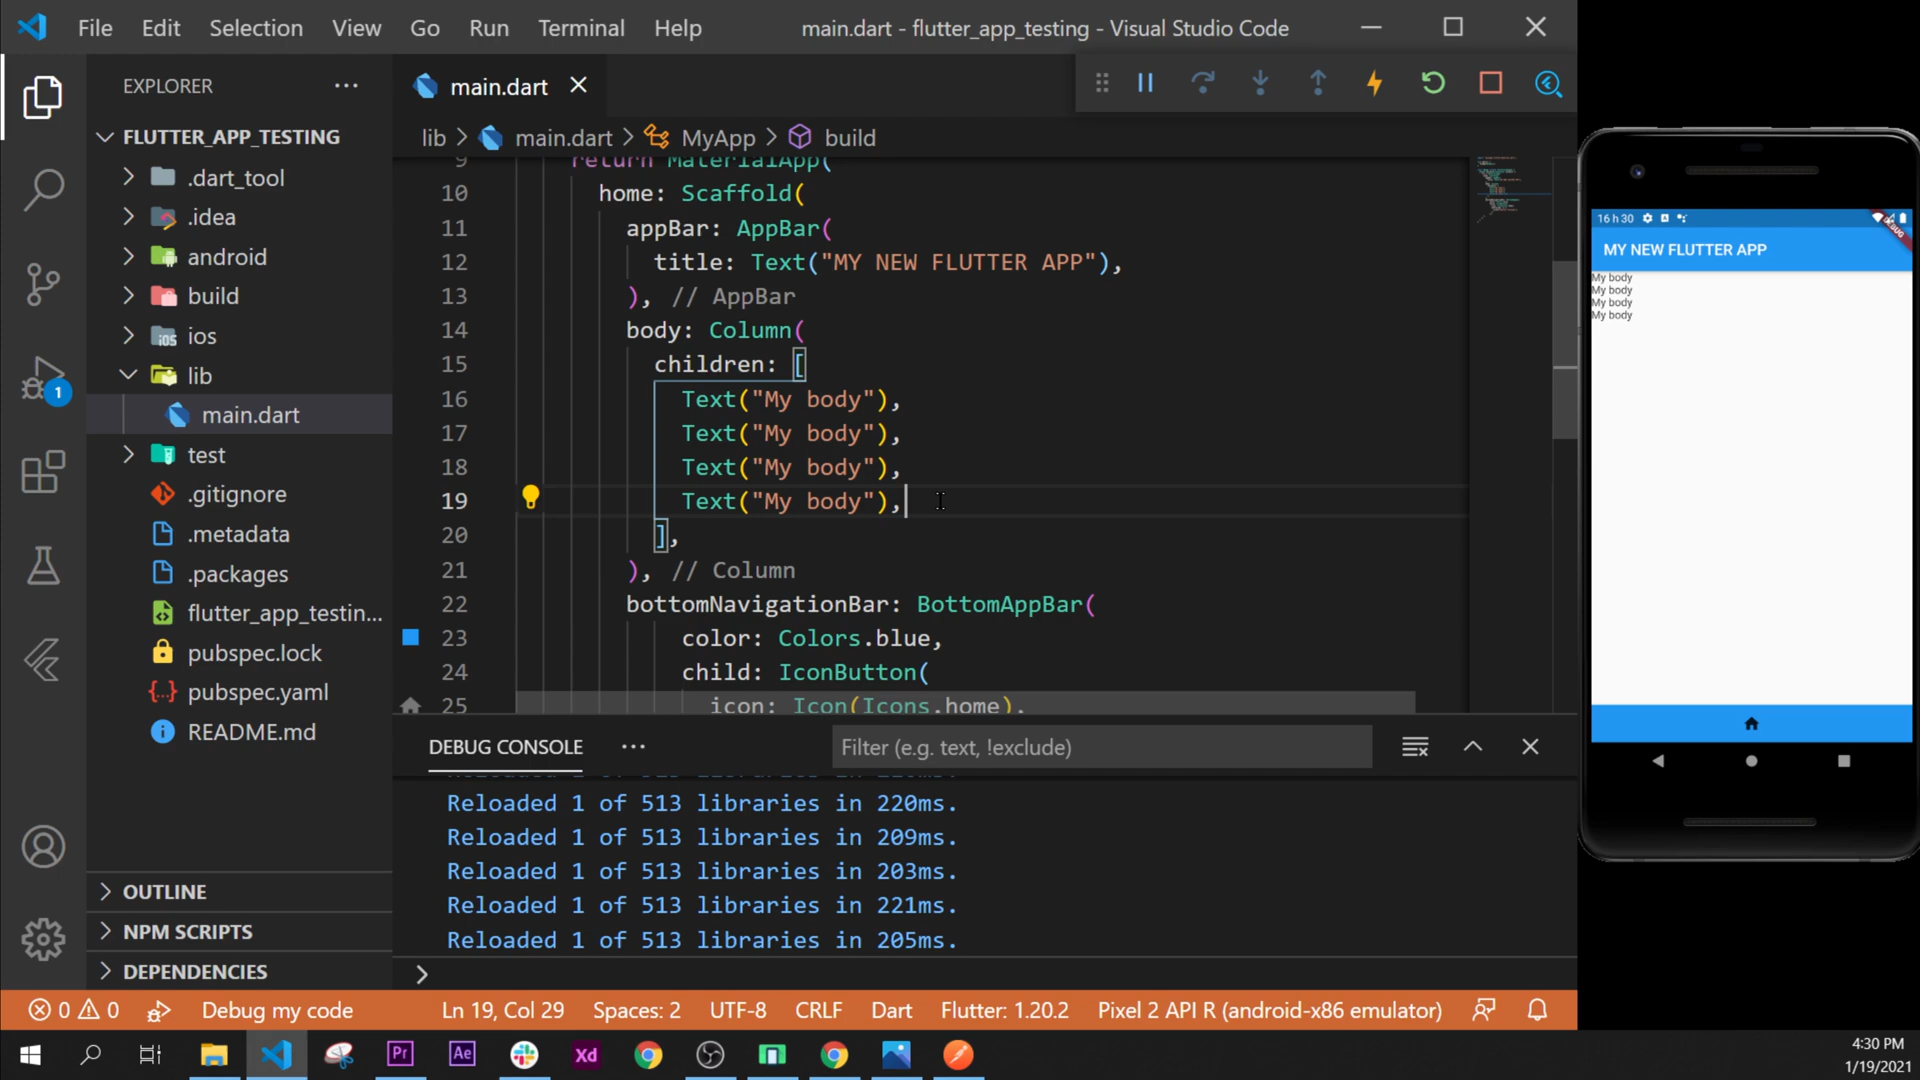 File Edit Selection View Go Run Terminal Help
main.dart - flutter_app_testing - Visual Studio Code
EXPLORER
FLUTTER_APP_TESTING
.dart_tool
.idea
android
build
ios
lib
main.dart
test
.gitignore
.metadata
.packages
flutter_app_testin...
pubspec.lock
pubspec.yaml
README.md
OUTLINE
NPM SCRIPTS
DEPENDENCIES
1
main.dart
lib > main.dart > MyApp > build
9 return MaterialApp(
10 home: Scaffold(
11 appBar: AppBar(
12 title: Text("MY NEW FLUTTER APP"),
13 ), // AppBar
14 body: Column(
15 children: [
16 Text("My body"),
17 Text("My body"),
18 Text("My body"),
19 Text("My body"),
20 ],
21 ), // Column
22 bottomNavigationBar: BottomAppBar(
23 color: Colors.blue,
24 child: IconButton(
25 icon: Icon(Icons.home),
DEBUG CONSOLE
Filter (e.g. text, !exclude)
Reloaded 1 of 513 libraries in 220ms.
Reloaded 1 of 513 libraries in 209ms.
Reloaded 1 of 513 libraries in 203ms.
Reloaded 1 of 513 libraries in 221ms.
Reloaded 1 of 513 libraries in 205ms.
16 h 30
DEBUG
MY NEW FLUTTER APP
My body
My body
My body
My body
0 0 Debug my code Ln 19, Col 29 Spaces: 2 UTF-8 CRLF Dart Flutter: 1.20.2 Pixel 2 API R (android-x86 emulator)
Pr Ae Xd
4:30 PM
1/19/2021